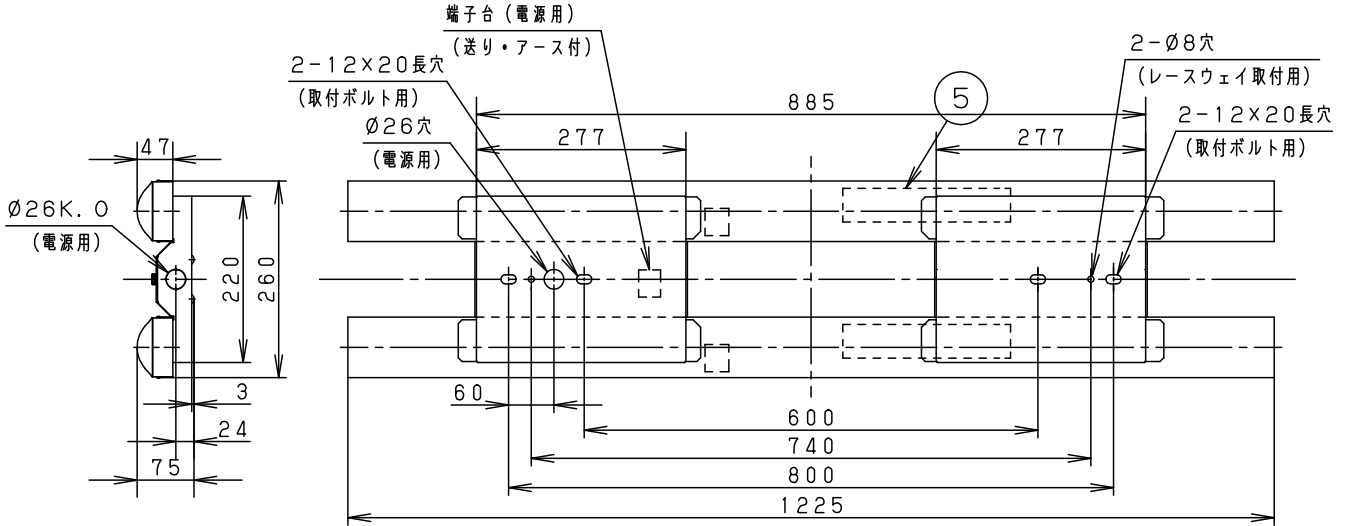 端子台（電源用）
（送り・アース付）
2-12×20長穴
（取付ボルト用）
Ø26穴
（電源用）
2-Ø8穴
（レースウェイ取付用）
2-12×20長穴
（取付ボルト用）
5
885
277
277
47
Ø26K.O
（電源用）
220
260
3
24
75
60
600
740
800
1225